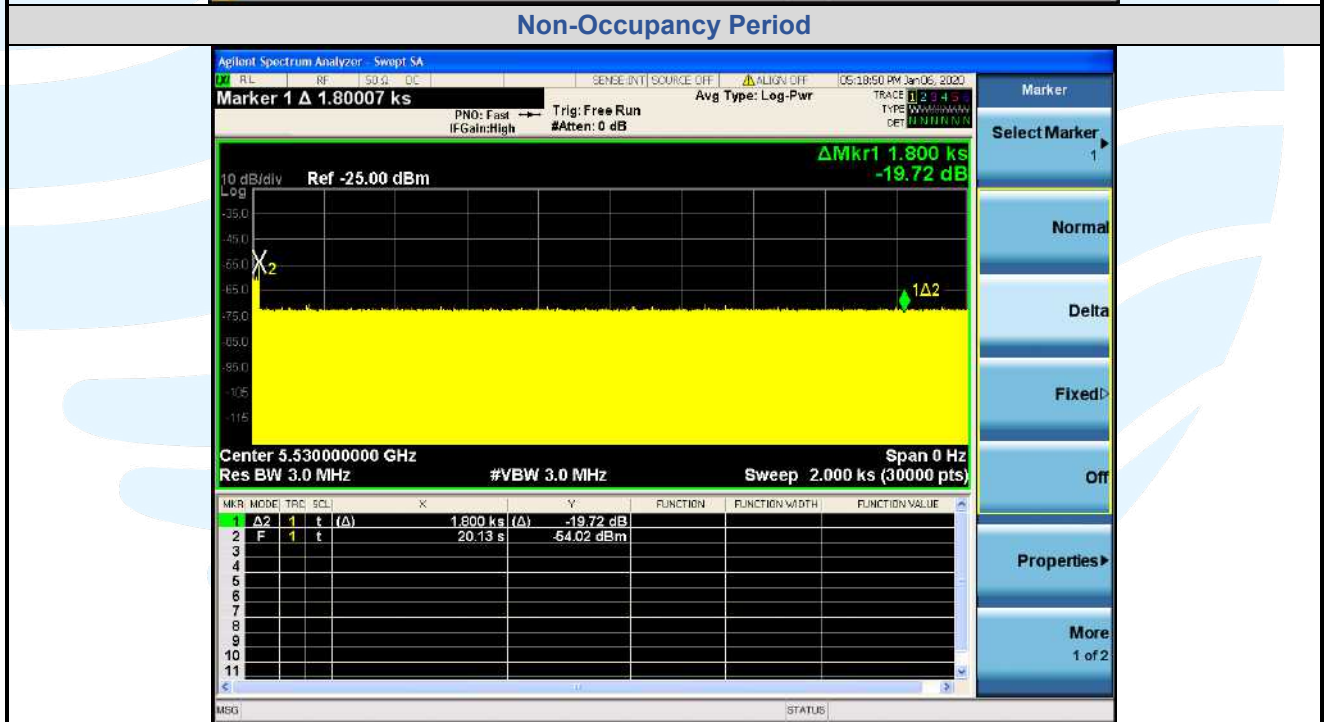 Non-Occupancy Period
Agilent Spectrum Analyzer - Swept SA
RL RF 50 Ω DC SENSE:INT SOURCE OFF ALIGN OFF 05:18:50 PM Jan 06, 2020
Marker 1 Δ 1.80007 ks
Avg Type: Log-Pwr
TRACE 1 2 3 4 5 6
TYPE
DET N N N N N N
PNO: Fast
IFGain:High
Trig: Free Run
#Atten: 0 dB
ΔMkr1 1.800 ks
-19.72 dB
10 dB/div Ref -25.00 dBm
Log
-35.0
-45.0
-55.0
-65.0
-75.0
-85.0
-95.0
-105
-115
2
1Δ2
Center 5.530000000 GHz Span 0 Hz
Res BW 3.0 MHz #VBW 3.0 MHz Sweep 2.000 ks (30000 pts)
MKR MODE TRC SCL X Y FUNCTION FUNCTION WIDTH FUNCTION VALUE
1 Δ2 1 t (Δ) 1.800 ks (Δ) -19.72 dB
2 F 1 t 20.13 s -54.02 dBm
3
4
5
6
7
8
9
10
11
MSG STATUS
Marker
Select Marker
1
Normal
Delta
Fixed
Off
Properties
More
1 of 2